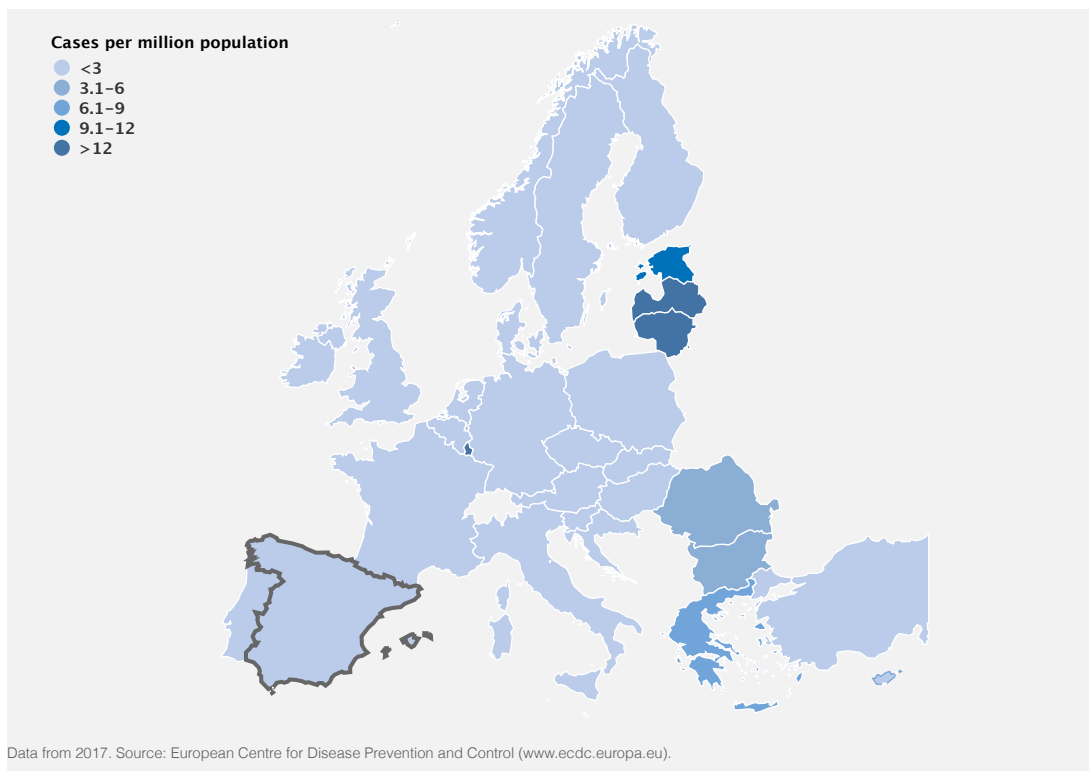 Cases per million population
<3
3.1–6
6.1–9
9.1–12
>12
Data from 2017. Source: European Centre for Disease Prevention and Control (www.ecdc.europa.eu).